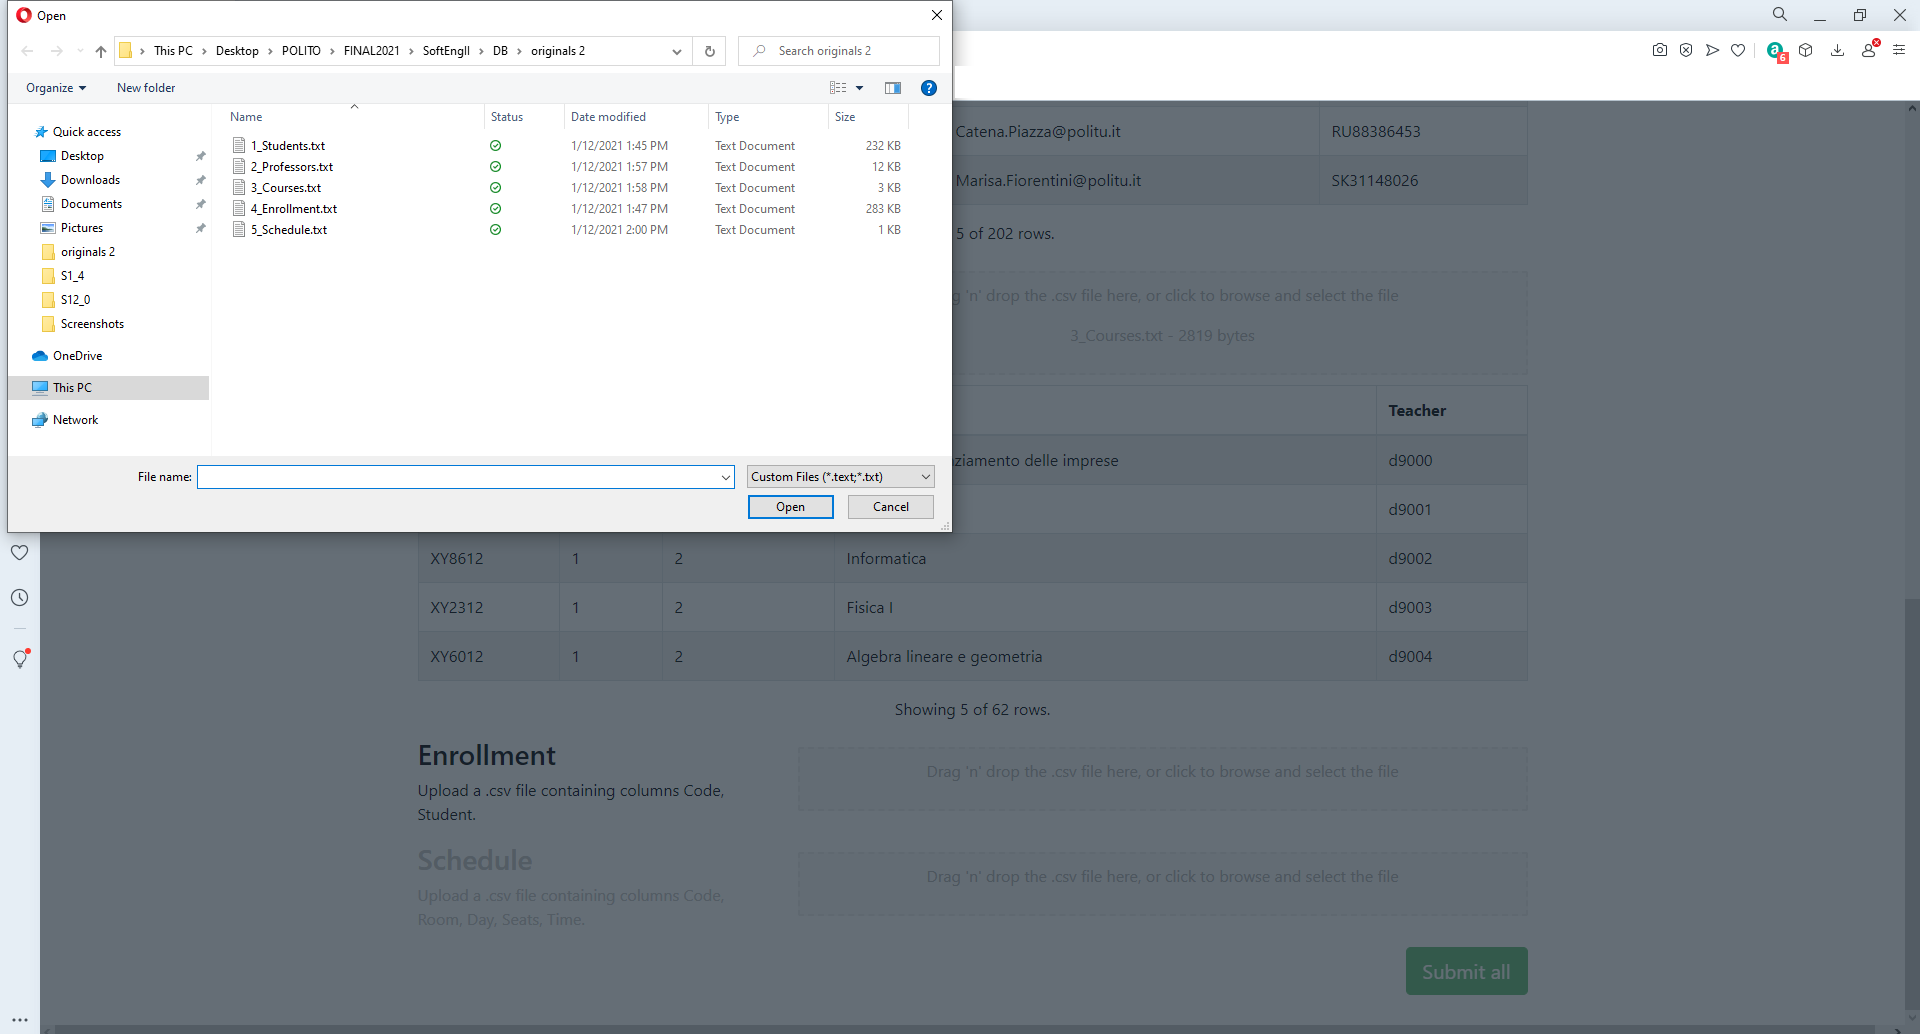 Open
This PC > Desktop > POLITO > FINAL2021 > SoftEngII > DB > originals 2
Search originals 2
Organize
New folder
Name Status Date modified Type Size
1_Students.txt 1/12/2021 1:45 PM Text Document 232 KB
2_Professors.txt 1/12/2021 1:57 PM Text Document 12 KB
3_Courses.txt 1/12/2021 1:58 PM Text Document 3 KB
4_Enrollment.txt 1/12/2021 1:47 PM Text Document 283 KB
5_Schedule.txt 1/12/2021 2:00 PM Text Document 1 KB
Quick access
Desktop
Downloads
Documents
Pictures
originals 2
S1_4
S12_0
Screenshots
OneDrive
This PC
Network
File name:
Custom Files (*.text;*.txt)
Open Cancel
a
6
Catena.Piazza@politu.it RU88386453
Marisa.Fiorentini@politu.it SK31148026
5 of 202 rows.
'n' drop the .csv file here, or click to browse and select the file
3_Courses.txt - 2819 bytes
Teacher
ziamento delle imprese d9000
d9001
XY8612 1 2 Informatica d9002
XY2312 1 2 Fisica I d9003
XY6012 1 2 Algebra lineare e geometria d9004
Showing 5 of 62 rows.
Enrollment
Upload a .csv file containing columns Code,
Student.
Drag 'n' drop the .csv file here, or click to browse and select the file
Schedule
Upload a .csv file containing columns Code,
Room, Day, Seats, Time.
Drag 'n' drop the .csv file here, or click to browse and select the file
Submit all